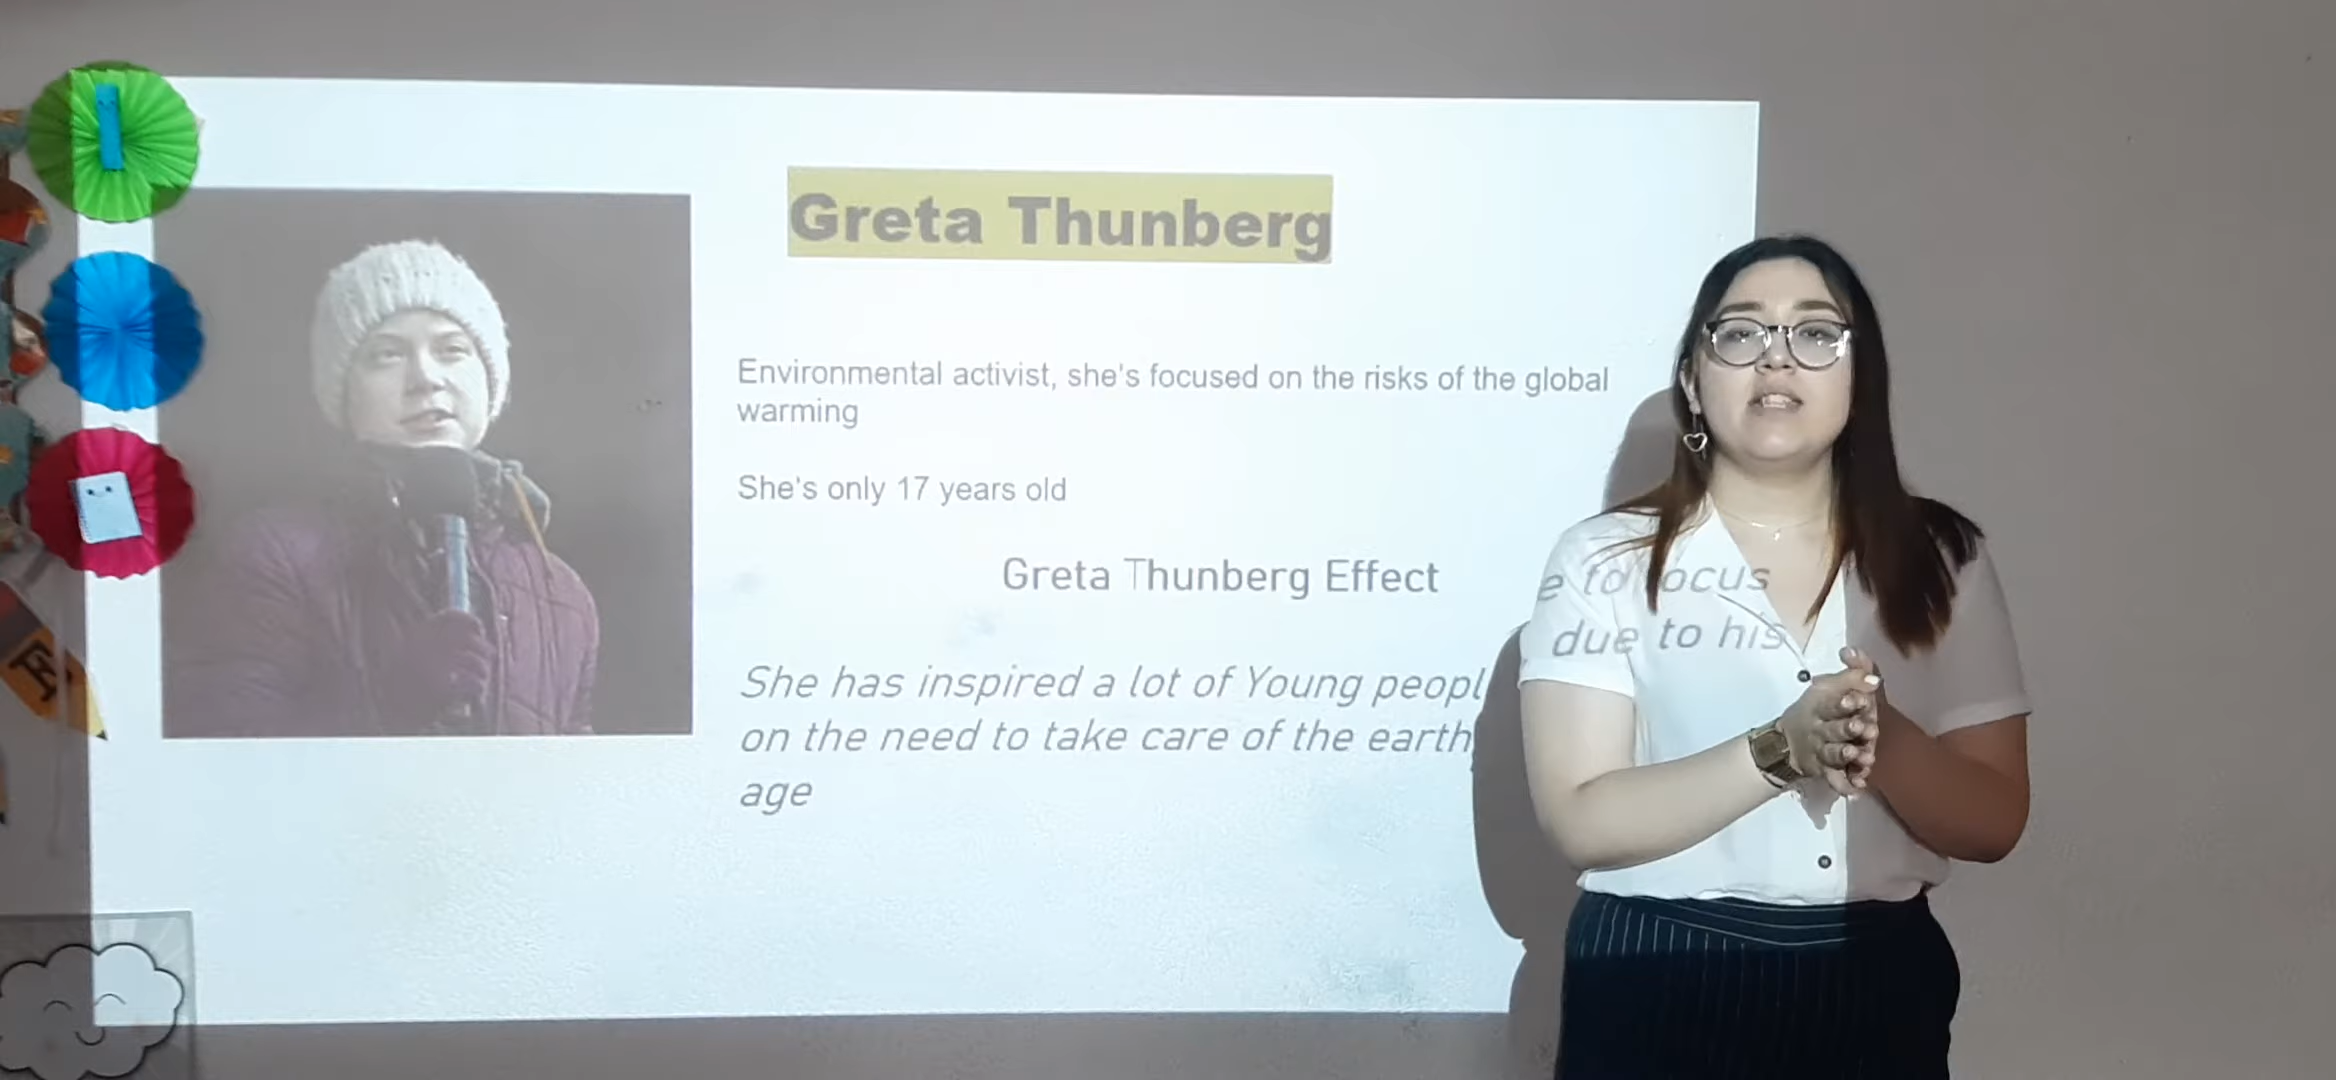 Greta Thunberg
Environmental activist, she's focused on the risks of the global
warming
She's only 17 years old
Greta Thunberg Effect
She has inspired a lot of Young peopl e to focus
on the need to take care of the earth due to his
age